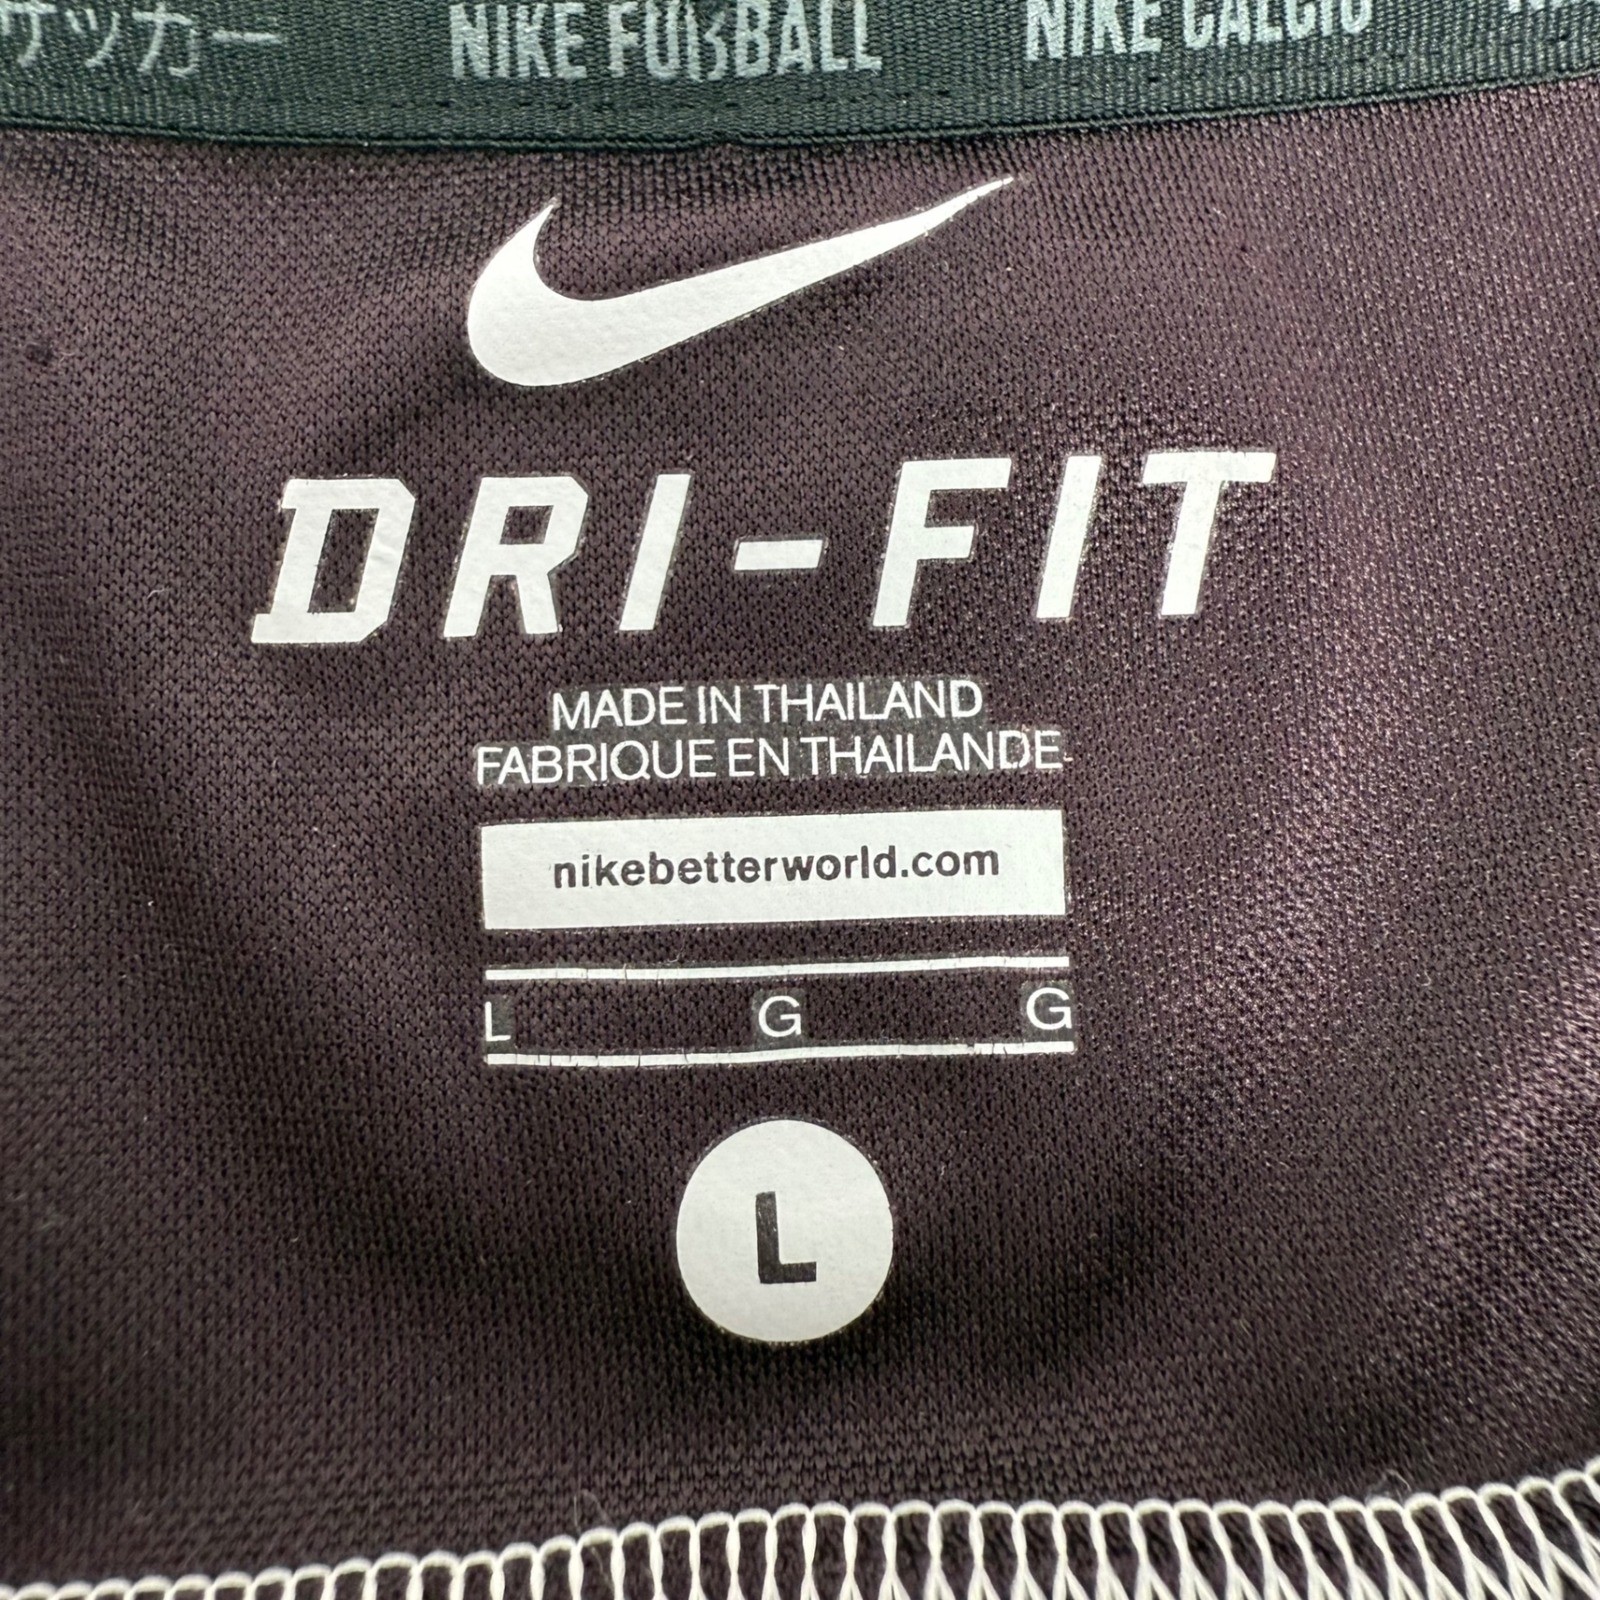 サッカー NIKE FUẞBALL NIKE CALCIO
DRI-FIT
MADE IN THAILAND
FABRIQUE EN THAILANDE
nikebetterworld.com
L G G
L